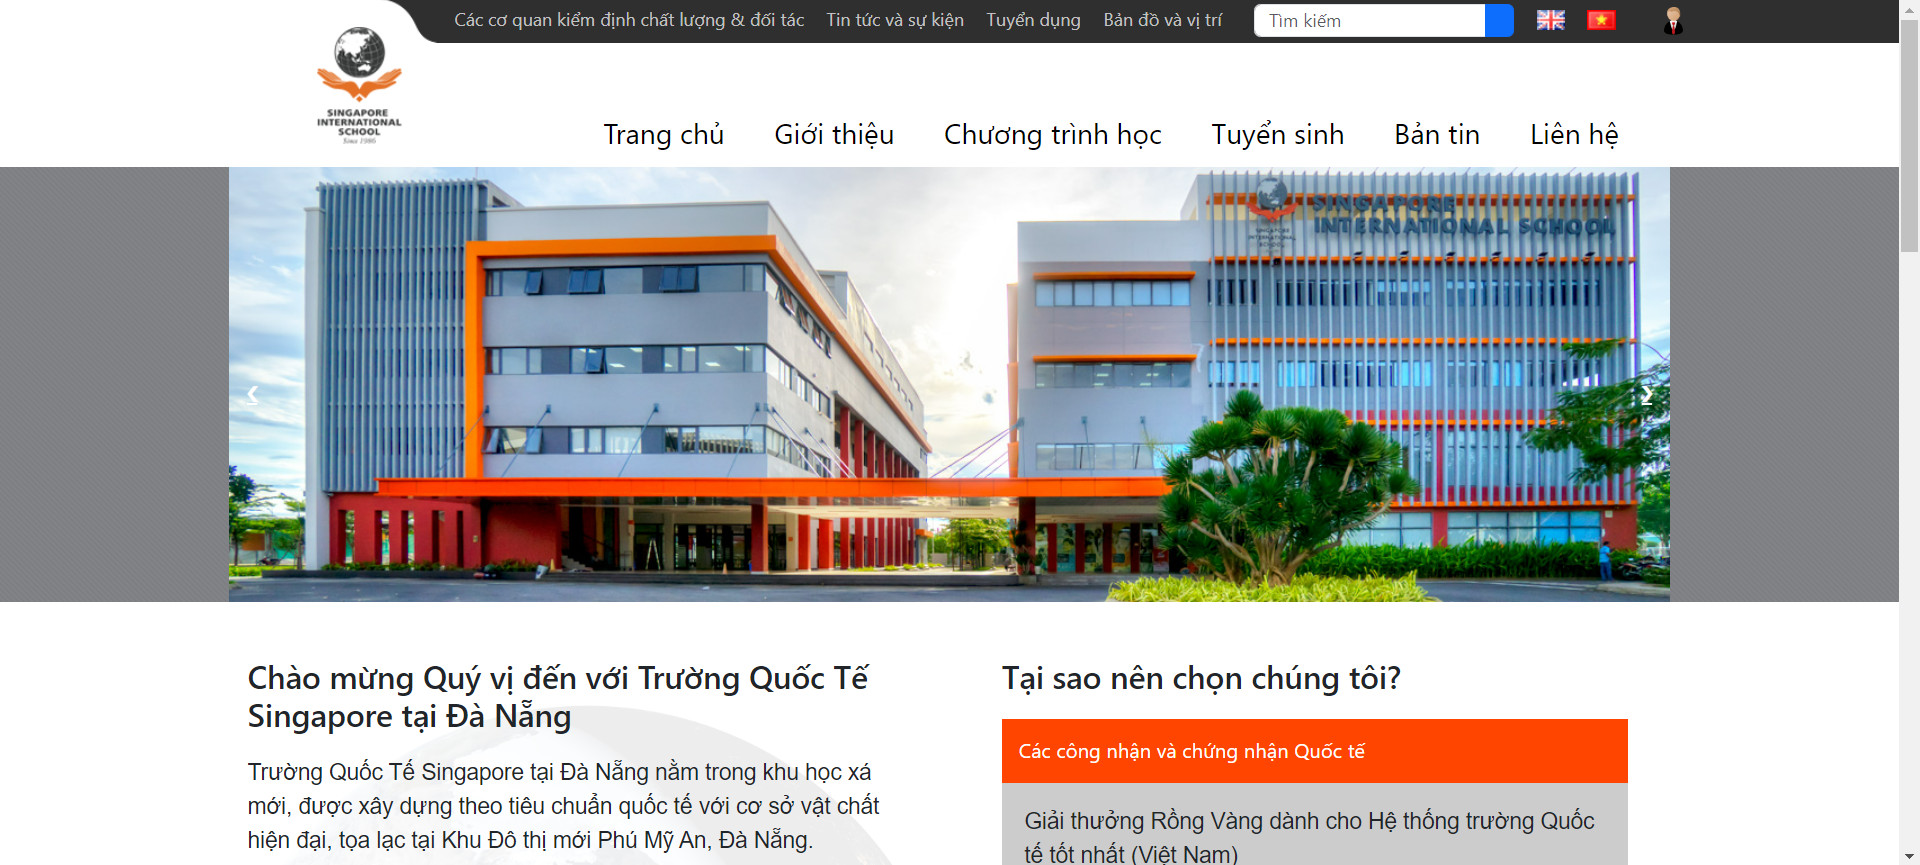 Các cơ quan kiểm định chất lượng & đối tác Tin tức và sự kiện Tuyển dụng Bản đồ và vị trí Tìm kiếm
SINGAPORE
INTERNATIONAL
SCHOOL
Since 1986
Trang chủ Giới thiệu Chương trình học Tuyển sinh Bản tin Liên hệ
SINGAPORE
INTERNATIONAL SCHOOL
SINGAPORE
INTERNATIONAL
SCHOOL
Chào mừng Quý vị đến với Trường Quốc Tế
Singapore tại Đà Nẵng
Trường Quốc Tế Singapore tại Đà Nẵng nằm trong khu học xá
mới, được xây dựng theo tiêu chuẩn quốc tế với cơ sở vật chất
hiện đại, tọa lạc tại Khu Đô thị mới Phú Mỹ An, Đà Nẵng.
Tại sao nên chọn chúng tôi?
Các công nhận và chứng nhận Quốc tế
Giải thưởng Rồng Vàng dành cho Hệ thống trường Quốc
tế tốt nhất (Việt Nam)